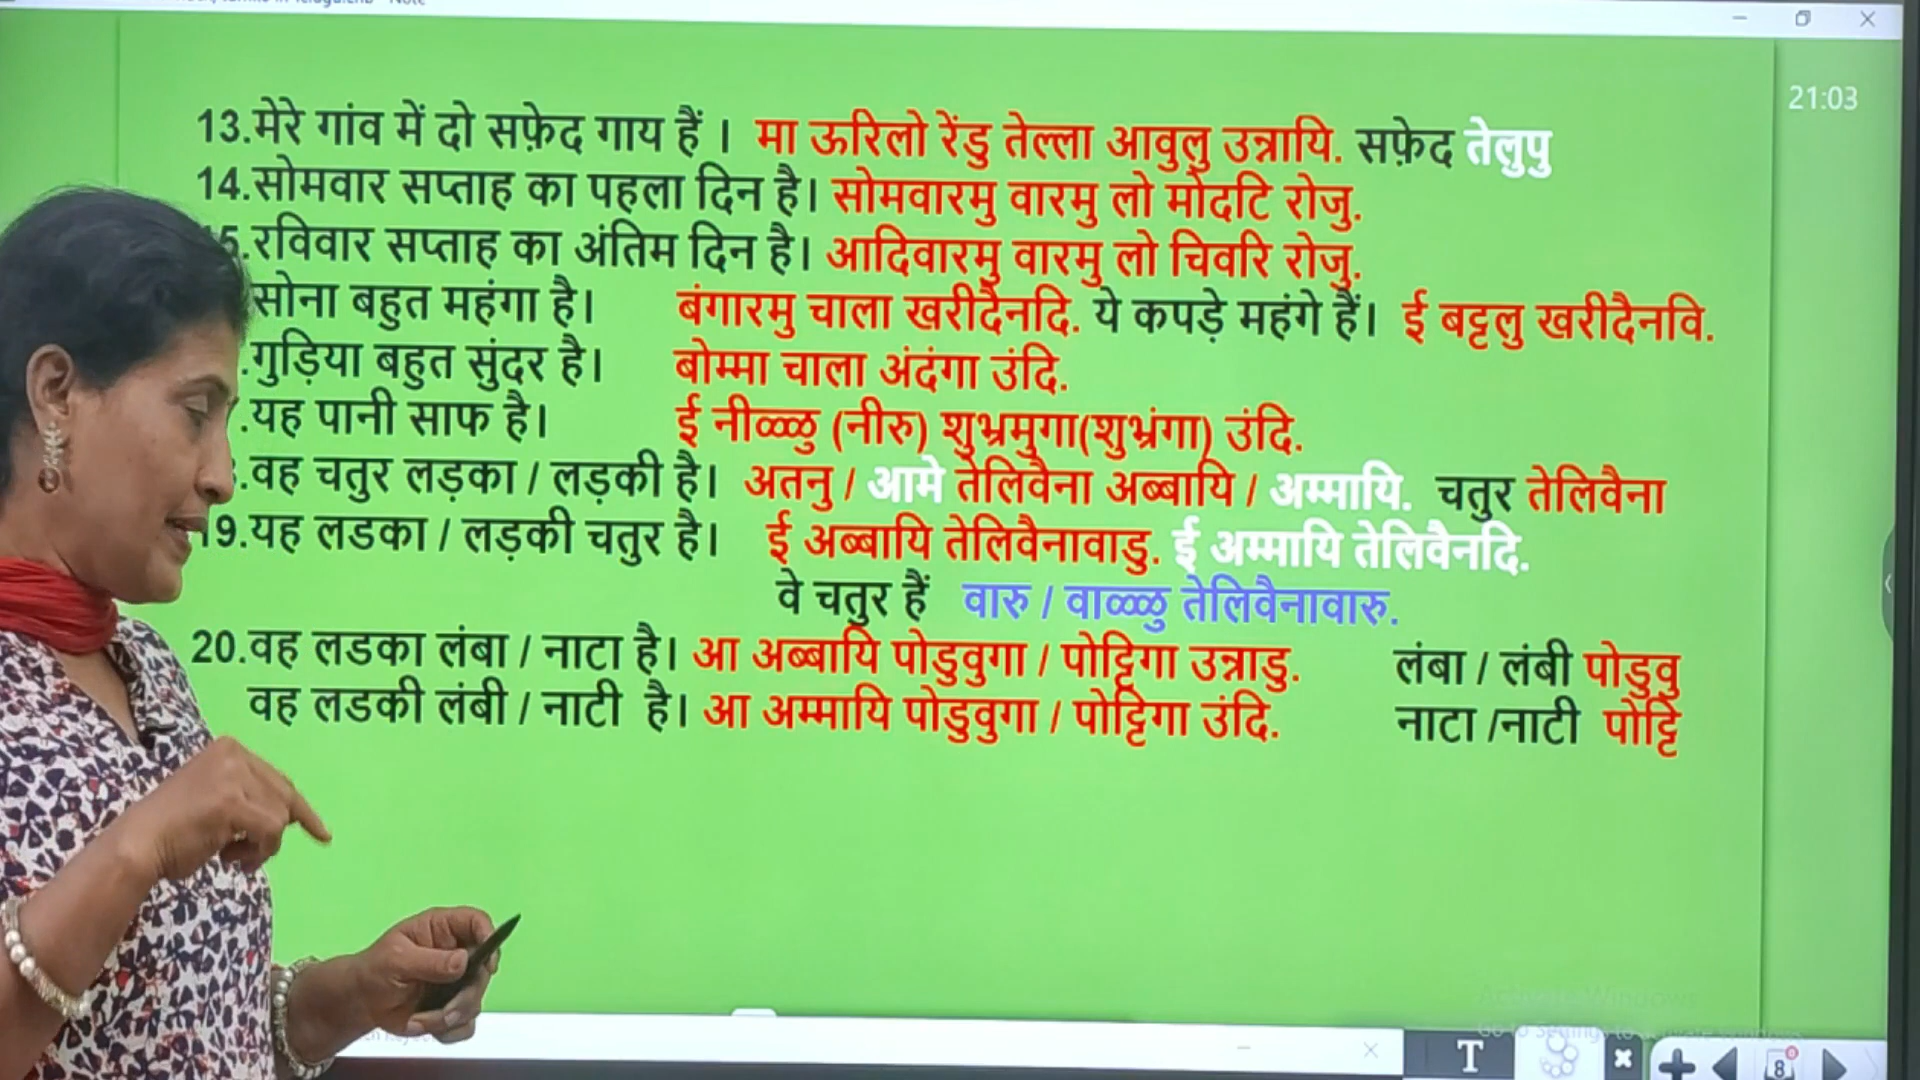 21:03
13.मेरे गांव में दो सफ़ेद गाय हैं । मा ऊरिलो रेंडु तेल्ला आवुलु उन्नायि. सफ़ेद तेलुपु
14.सोमवार सप्ताह का पहला दिन है। सोमवारमु वारमु लो मोदटि रोजु.
5.रविवार सप्ताह का अंतिम दिन है। आदिवारमु वारमु लो चिवरि रोजु.
सोना बहुत महंगा है। बंगारमु चाला खरीदैनदि. ये कपड़े महंगे हैं। ई बट्टलु खरीदैनवि.
.गुड़िया बहुत सुंदर है। बोम्मा चाला अंदंगा उंदि.
.यह पानी साफ है। ई नीळ्ळु (नीरु) शुभ्रमुगा(शुभ्रंगा) उंदि.
.वह चतुर लड़का / लड़की है। अतनु / आमे तेलिवैना अब्बायि / अम्मायि. चतुर तेलिवैना
19.यह लडका / लड़की चतुर है। ई अब्बायि तेलिवैनावाडु. ई अम्मायि तेलिवैनदि.
वे चतुर हैं वारु / वाळ्ळु तेलिवैनावारु.
20.वह लडका लंबा / नाटा है। आ अब्बायि पोडुवुगा / पोट्टिगा उन्नाडु. लंबा / लंबी पोडुवु
वह लडकी लंबी / नाटी है। आ अम्मायि पोडुवुगा / पोट्टिगा उंदि. नाटा /नाटी पोट्टि
T 8